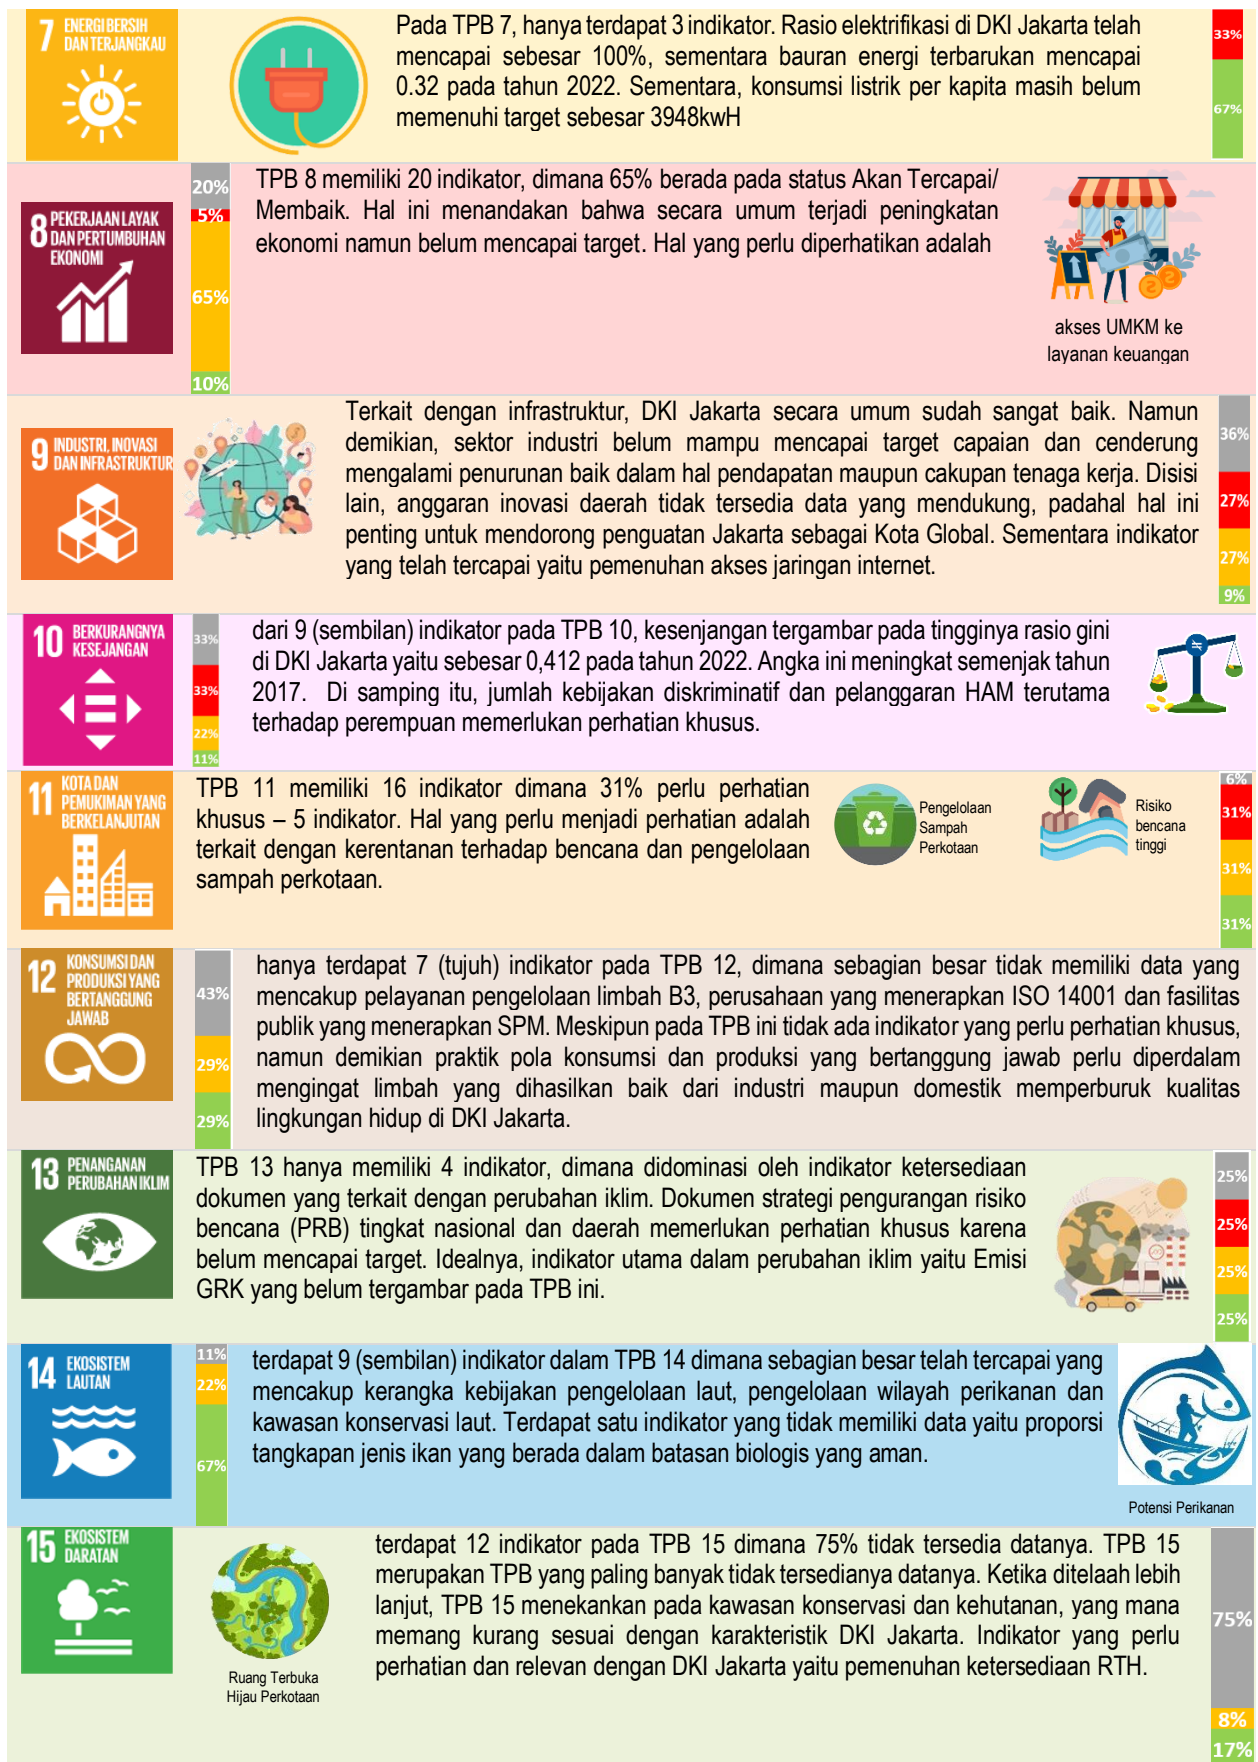 7 ENERGI BERSIH
DAN TERJANGKAU
Pada TPB 7, hanya terdapat 3 indikator. Rasio elektrifikasi di DKI Jakarta telah
mencapai sebesar 100%, sementara bauran energi terbarukan mencapai
0.32 pada tahun 2022. Sementara, konsumsi listrik per kapita masih belum
memenuhi target sebesar 3948kwH
33%
67%
8 PEKERJAAN LAYAK
DAN PERTUMBUHAN
EKONOMI
20%
5%
65%
10%
TPB 8 memiliki 20 indikator, dimana 65% berada pada status Akan Tercapai/
Membaik. Hal ini menandakan bahwa secara umum terjadi peningkatan
ekonomi namun belum mencapai target. Hal yang perlu diperhatikan adalah
akses UMKM ke
layanan keuangan
9 INDUSTRI, INOVASI
DAN INFRASTRUKTUR
Terkait dengan infrastruktur, DKI Jakarta secara umum sudah sangat baik. Namun
demikian, sektor industri belum mampu mencapai target capaian dan cenderung
mengalami penurunan baik dalam hal pendapatan maupun cakupan tenaga kerja. Disisi
lain, anggaran inovasi daerah tidak tersedia data yang mendukung, padahal hal ini
penting untuk mendorong penguatan Jakarta sebagai Kota Global. Sementara indikator
yang telah tercapai yaitu pemenuhan akses jaringan internet.
36%
27%
27%
9%
10 BERKURANGNYA
KESEJANGAN
33%
33%
22%
11%
dari 9 (sembilan) indikator pada TPB 10, kesenjangan tergambar pada tingginya rasio gini
di DKI Jakarta yaitu sebesar 0,412 pada tahun 2022. Angka ini meningkat semenjak tahun
2017. Di samping itu, jumlah kebijakan diskriminatif dan pelanggaran HAM terutama
terhadap perempuan memerlukan perhatian khusus.
11 KOTA DAN
PEMUKIMAN YANG
BERKELANJUTAN
TPB 11 memiliki 16 indikator dimana 31% perlu perhatian
khusus – 5 indikator. Hal yang perlu menjadi perhatian adalah
terkait dengan kerentanan terhadap bencana dan pengelolaan
sampah perkotaan.
Pengelolaan
Sampah
Perkotaan
Risiko
bencana
tinggi
6%
31%
31%
31%
12 KONSUMSI DAN
PRODUKSI YANG
BERTANGGUNG
JAWAB
43%
29%
29%
hanya terdapat 7 (tujuh) indikator pada TPB 12, dimana sebagian besar tidak memiliki data yang
mencakup pelayanan pengelolaan limbah B3, perusahaan yang menerapkan ISO 14001 dan fasilitas
publik yang menerapkan SPM. Meskipun pada TPB ini tidak ada indikator yang perlu perhatian khusus,
namun demikian praktik pola konsumsi dan produksi yang bertanggung jawab perlu diperdalam
mengingat limbah yang dihasilkan baik dari industri maupun domestik memperburuk kualitas
lingkungan hidup di DKI Jakarta.
13 PENANGANAN
PERUBAHAN IKLIM
TPB 13 hanya memiliki 4 indikator, dimana didominasi oleh indikator ketersediaan
dokumen yang terkait dengan perubahan iklim. Dokumen strategi pengurangan risiko
bencana (PRB) tingkat nasional dan daerah memerlukan perhatian khusus karena
belum mencapai target. Idealnya, indikator utama dalam perubahan iklim yaitu Emisi
GRK yang belum tergambar pada TPB ini.
25%
25%
25%
25%
14 EKOSISTEM
LAUTAN
11%
22%
67%
terdapat 9 (sembilan) indikator dalam TPB 14 dimana sebagian besar telah tercapai yang
mencakup kerangka kebijakan pengelolaan laut, pengelolaan wilayah perikanan dan
kawasan konservasi laut. Terdapat satu indikator yang tidak memiliki data yaitu proporsi
tangkapan jenis ikan yang berada dalam batasan biologis yang aman.
Potensi Perikanan
15 EKOSISTEM
DARATAN
Ruang Terbuka
Hijau Perkotaan
terdapat 12 indikator pada TPB 15 dimana 75% tidak tersedia datanya. TPB 15
merupakan TPB yang paling banyak tidak tersedianya datanya. Ketika ditelaah lebih
lanjut, TPB 15 menekankan pada kawasan konservasi dan kehutanan, yang mana
memang kurang sesuai dengan karakteristik DKI Jakarta. Indikator yang perlu
perhatian dan relevan dengan DKI Jakarta yaitu pemenuhan ketersediaan RTH.
75%
8%
17%